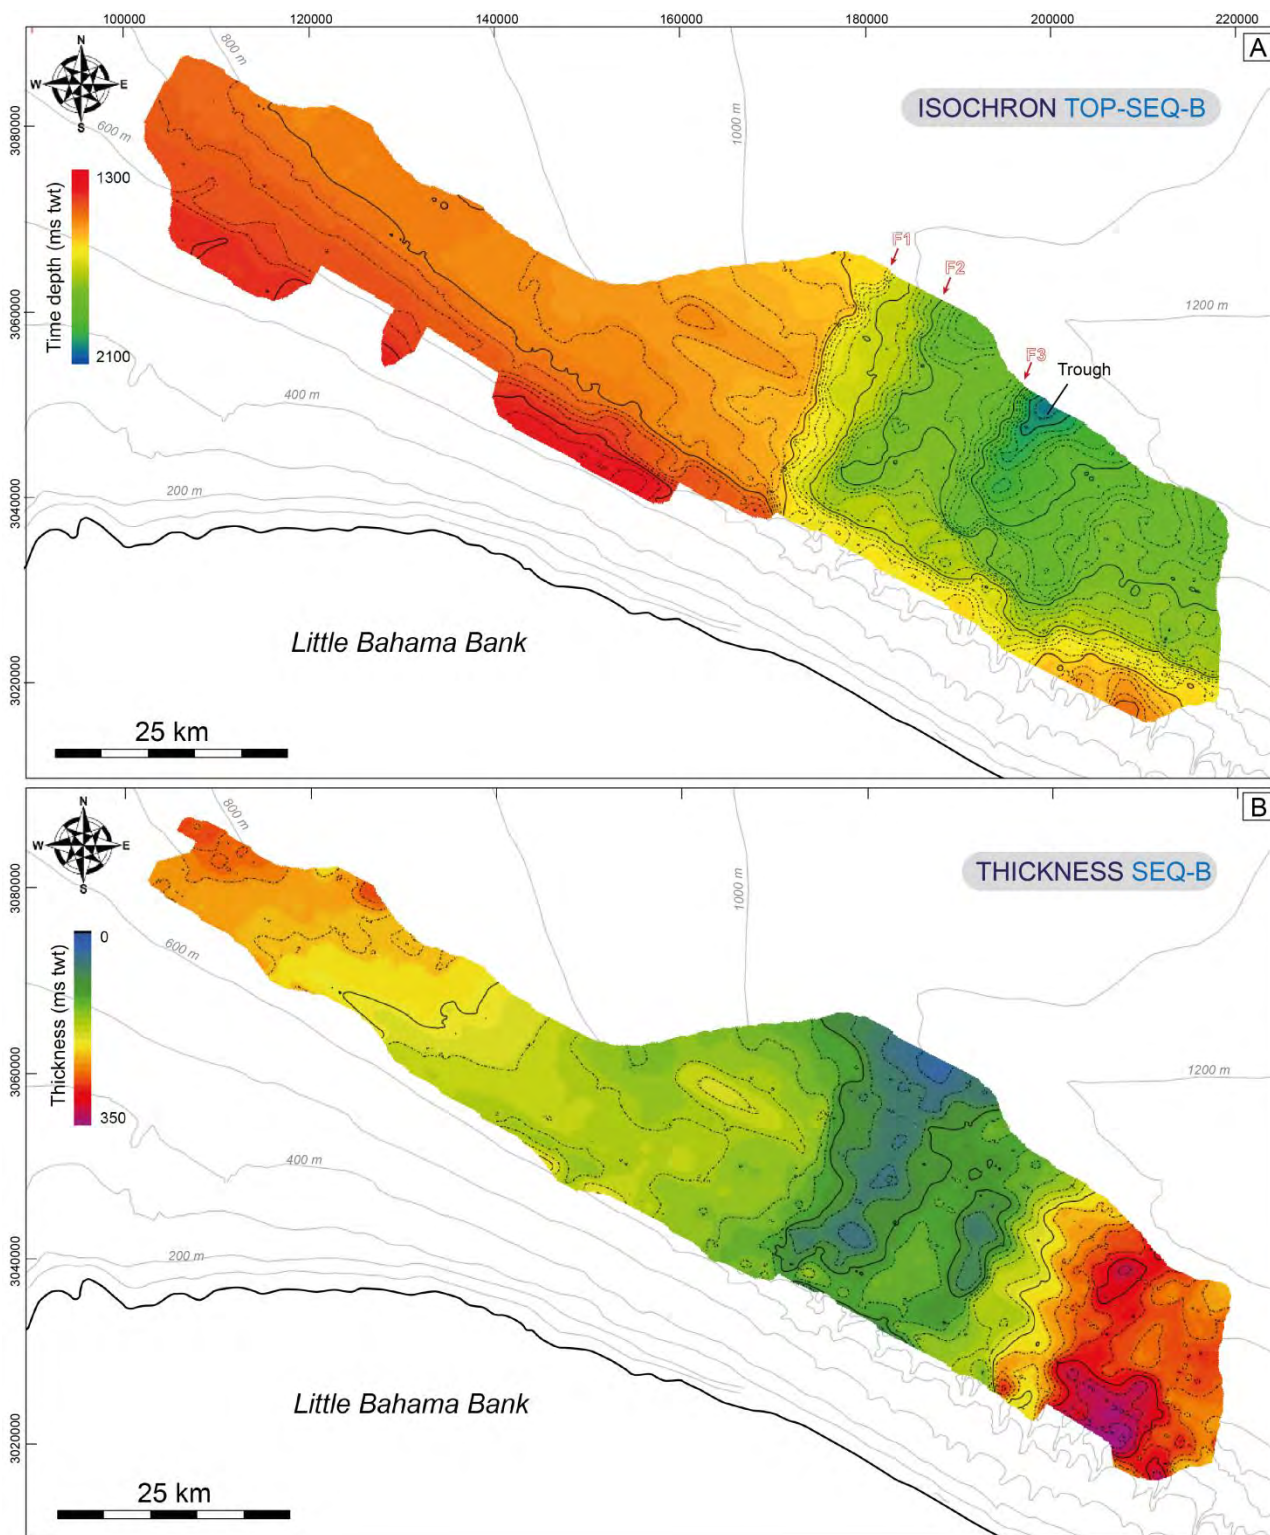 100000 120000 140000 160000 180000 200000 220000
A
N
W E
S
800 m
600 m
1000 m
ISOCHRON TOP-SEQ-B
3080000
Time depth (ms twt)
1300
2100
F1
F2
F3
Trough
1200 m
3060000
400 m
200 m
3040000
Little Bahama Bank
3020000
25 km
B
N
W E
S
800 m
600 m
1000 m
THICKNESS SEQ-B
3080000
Thickness (ms twt)
0
350
1200 m
3060000
400 m
200 m
3040000
Little Bahama Bank
3020000
25 km